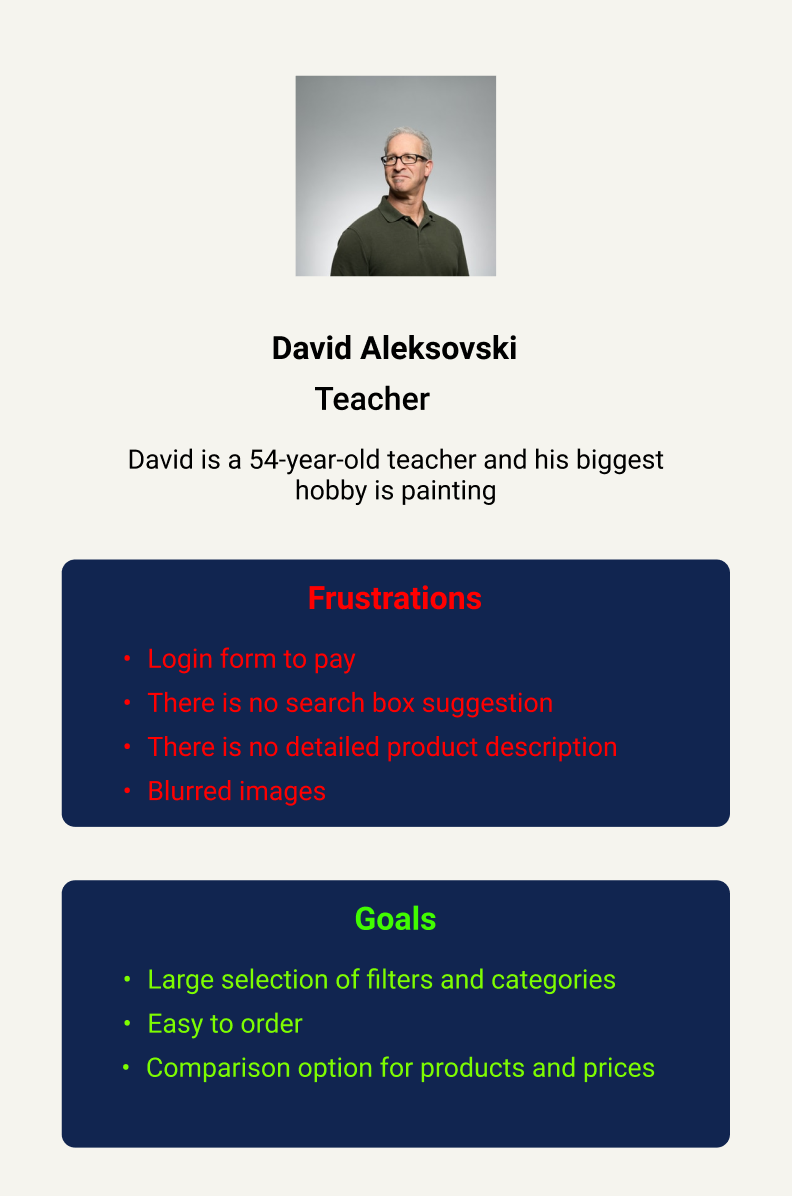 David Aleksovski
Teacher
David is a 54-year-old teacher and his biggest
hobby is painting
Frustrations
• Login form to pay
• There is no search box suggestion
• There is no detailed product description
• Blurred images
Goals
• Large selection of filters and categories
• Easy to order
• Comparison option for products and prices